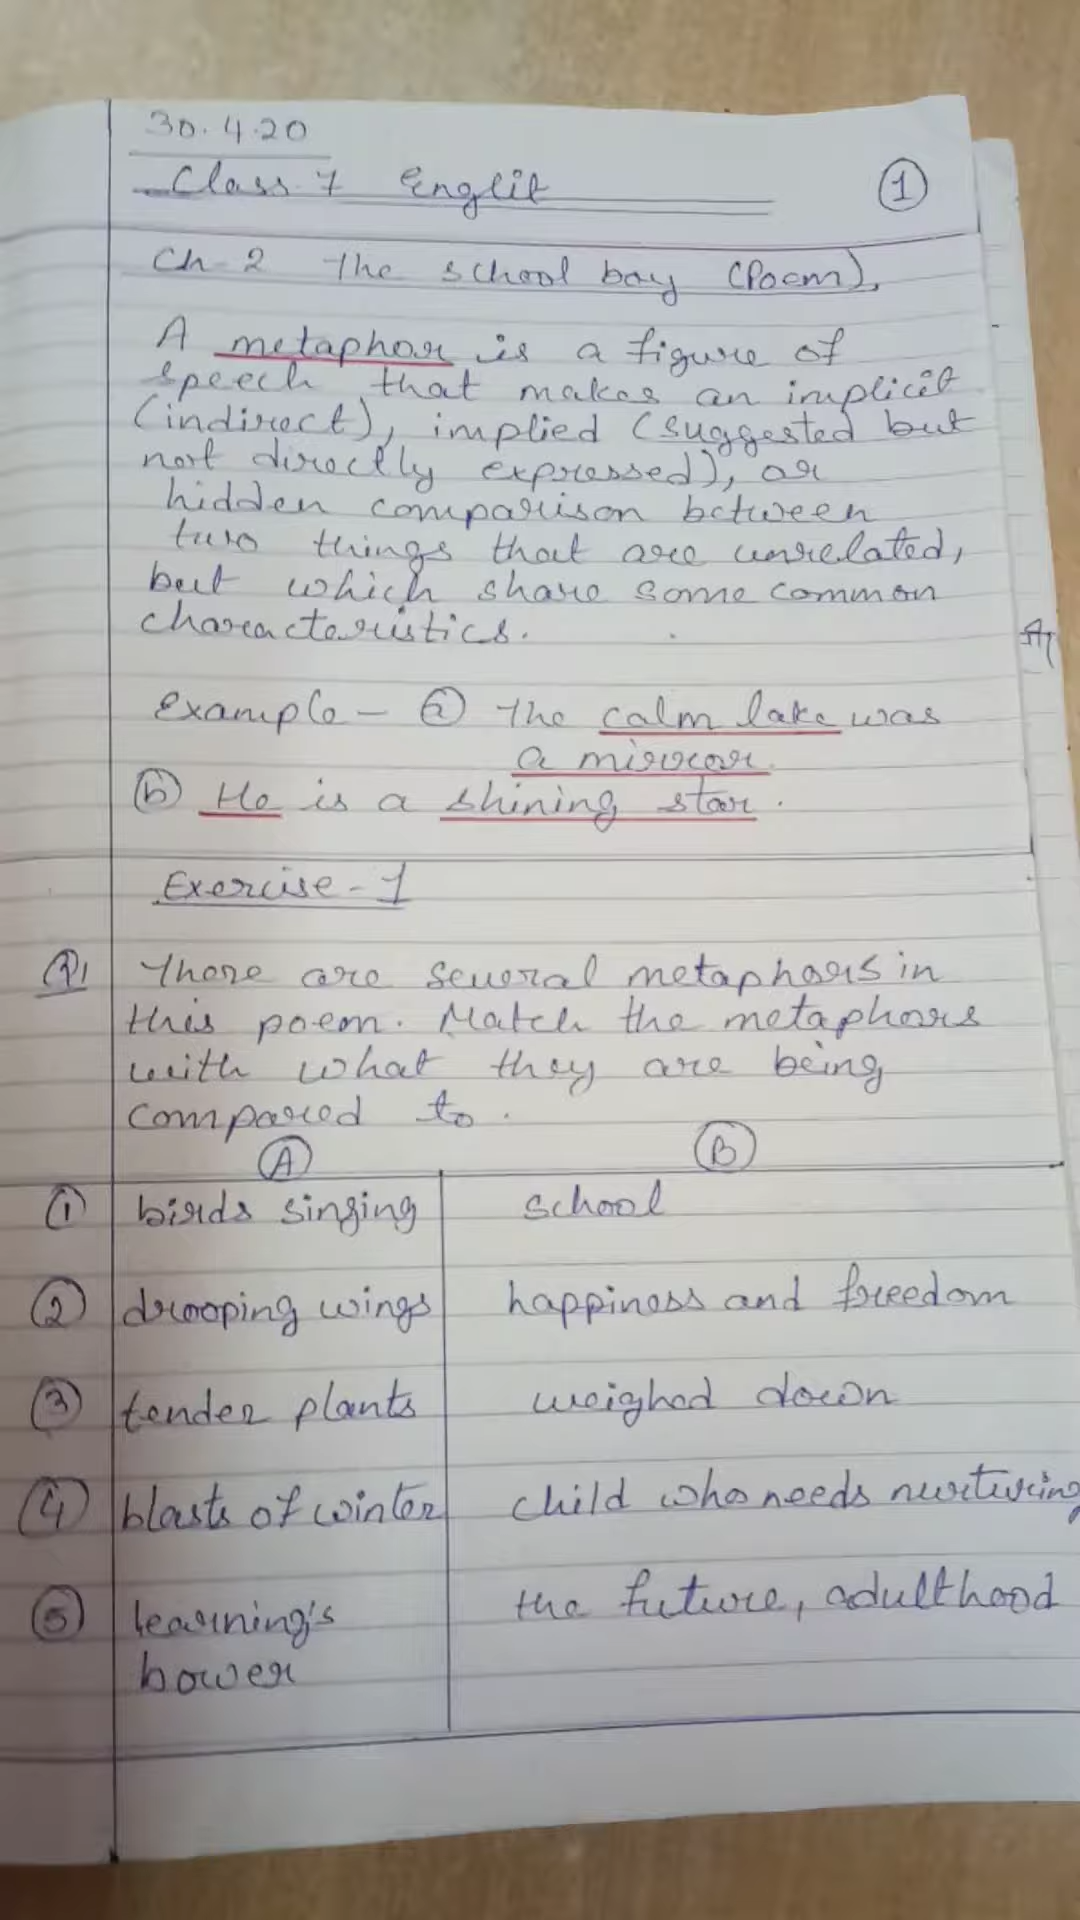 30.4.20
Class 7 Englit
1
Ch-2 The school boy (Poem),
A metaphor is a figure of
speech that makes an implicit
(indirect), implied (suggested but
not directly expressed), or
hidden comparison between
two things that are unrelated,
but which share some common
characteristics.
Example - a The calm lake was
a mirror.
b He is a shining star.
Exercise-1
Q1 There are several metaphors in
this poem. Match the metaphors
with what they are being
compared to.
A B
1 birds singing school
2 drooping wings happiness and freedom
3 tender plants weighed down
4 blasts of winter child who needs nurturing
5 learning's the future, adulthood
bower